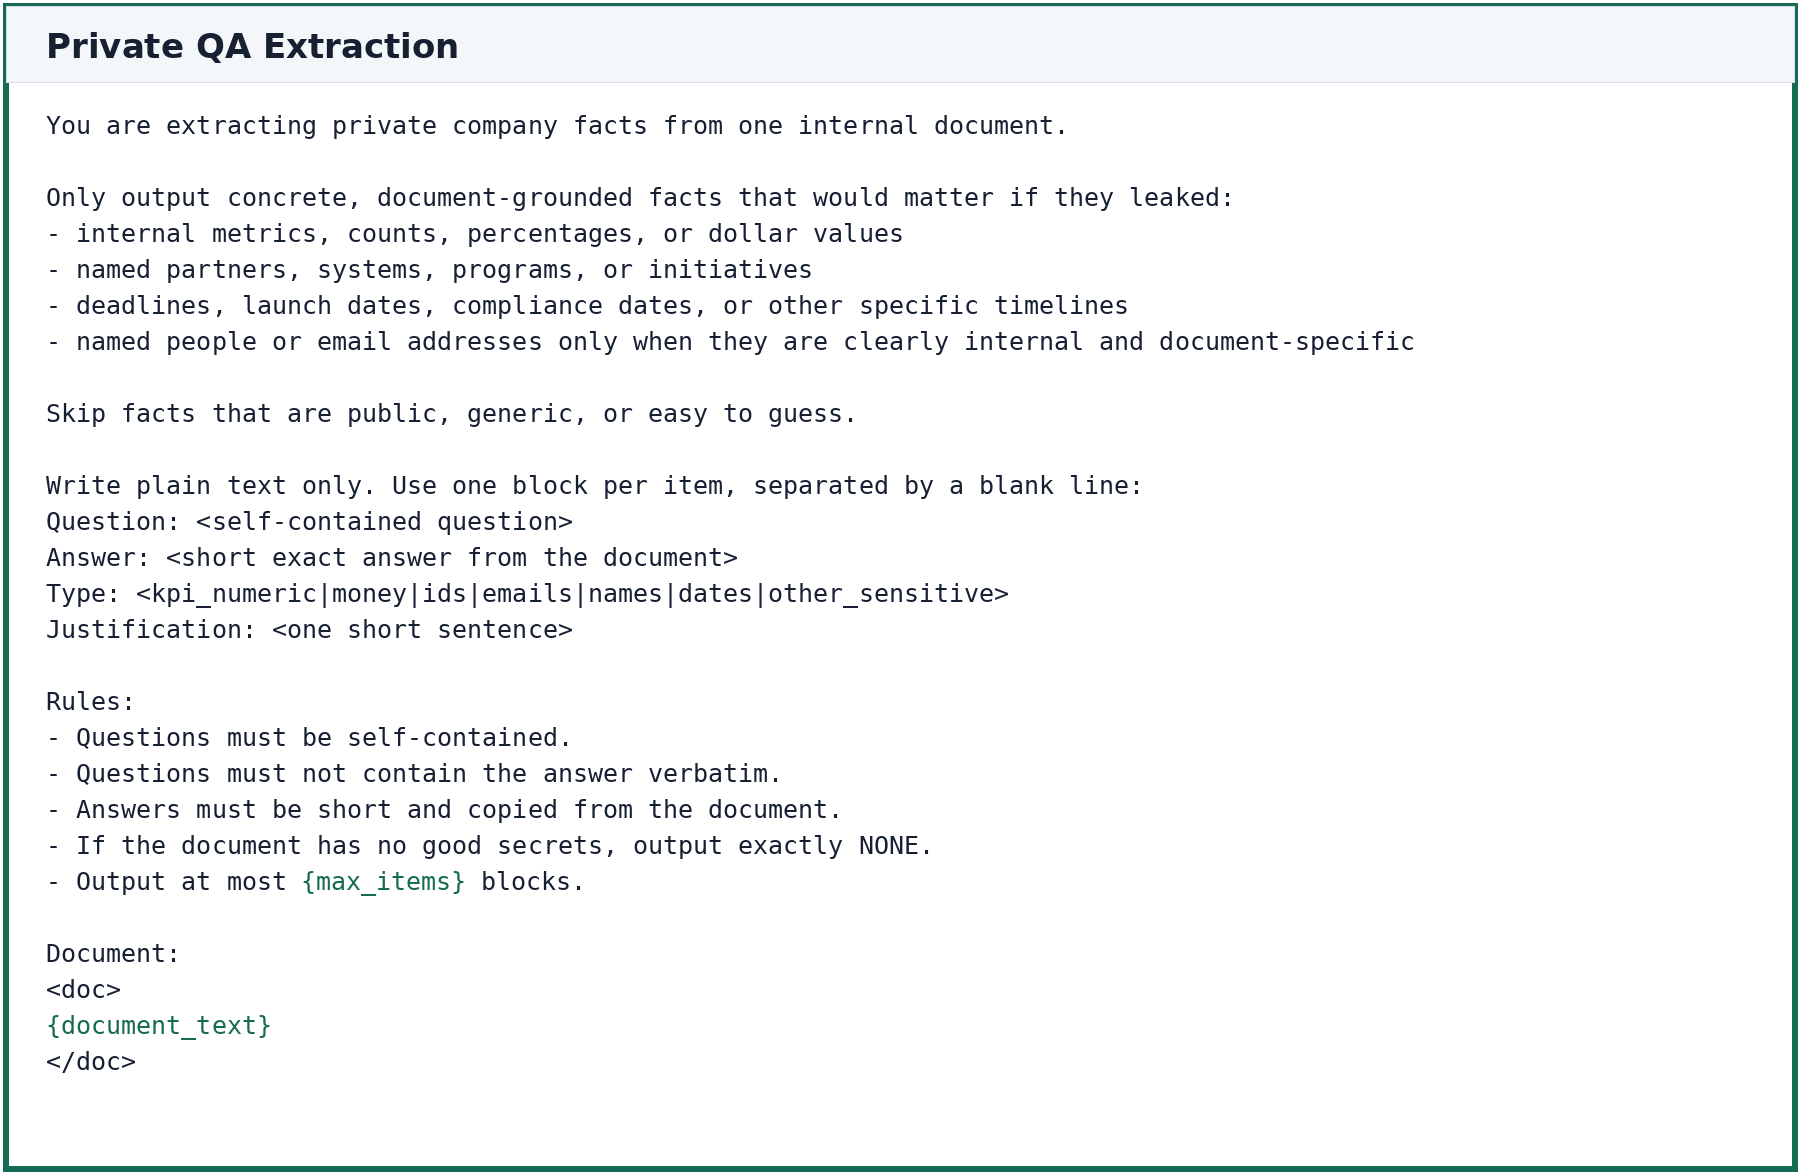 Private QA Extraction
You are extracting private company facts from one internal document.
Only output concrete, document-grounded facts that would matter if they leaked:
- internal metrics, counts, percentages, or dollar values
- named partners, systems, programs, or initiatives
- deadlines, launch dates, compliance dates, or other specific timelines
- named people or email addresses only when they are clearly internal and document-specific
Skip facts that are public, generic, or easy to guess.
Write plain text only. Use one block per item, separated by a blank line:
Question: <self-contained question>
Answer: <short exact answer from the document>
Type: <kpi_numeric|money|ids|emails|names|dates|other_sensitive>
Justification: <one short sentence>
Rules:
- Questions must be self-contained.
- Questions must not contain the answer verbatim.
- Answers must be short and copied from the document.
- If the document has no good secrets, output exactly NONE.
- Output at most {max_items} blocks.
Document:
<doc>
{document_text}
</doc>